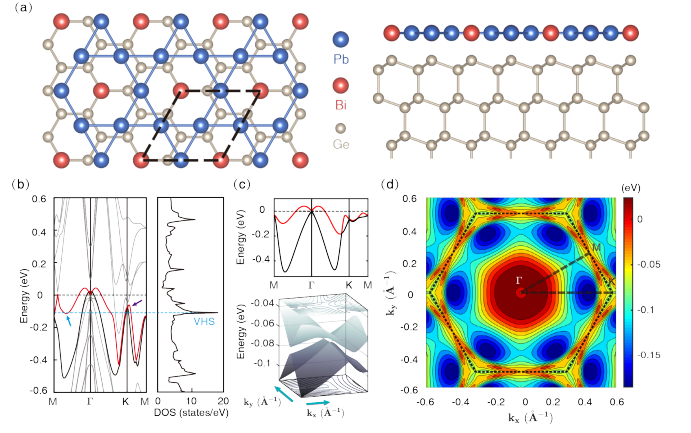 (a)
Pb
Bi
Ge
(b)
Energy (eV)
0.6
0.4
0.2
0
-0.2
-0.4
-0.6
M
Γ
K
M
VHS
0
10
20
DOS (states/eV)
(c)
Energy (eV)
0
-0.2
-0.4
M
Γ
K
M
Energy (eV)
-0.04
-0.06
-0.08
-0.1
ky (Å⁻¹)
kx (Å⁻¹)
(d)
ky (Å⁻¹)
0.6
0.4
0.2
0
-0.2
-0.4
-0.6
Γ
M
K
-0.6
-0.4
-0.2
0
0.2
0.4
0.6
kx (Å⁻¹)
(eV)
0
-0.05
-0.1
-0.15